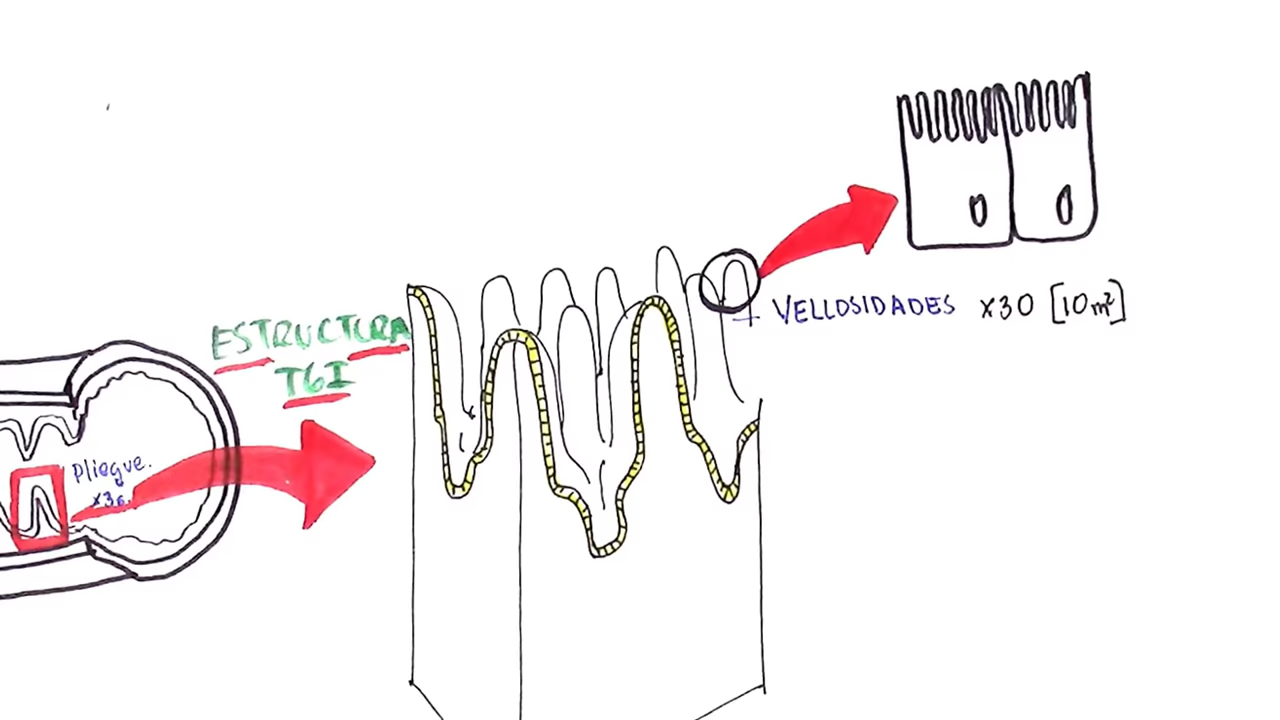 ESTRUCTURA
TGI
VELLOSIDADES x30 [10m²]
Pliegue.